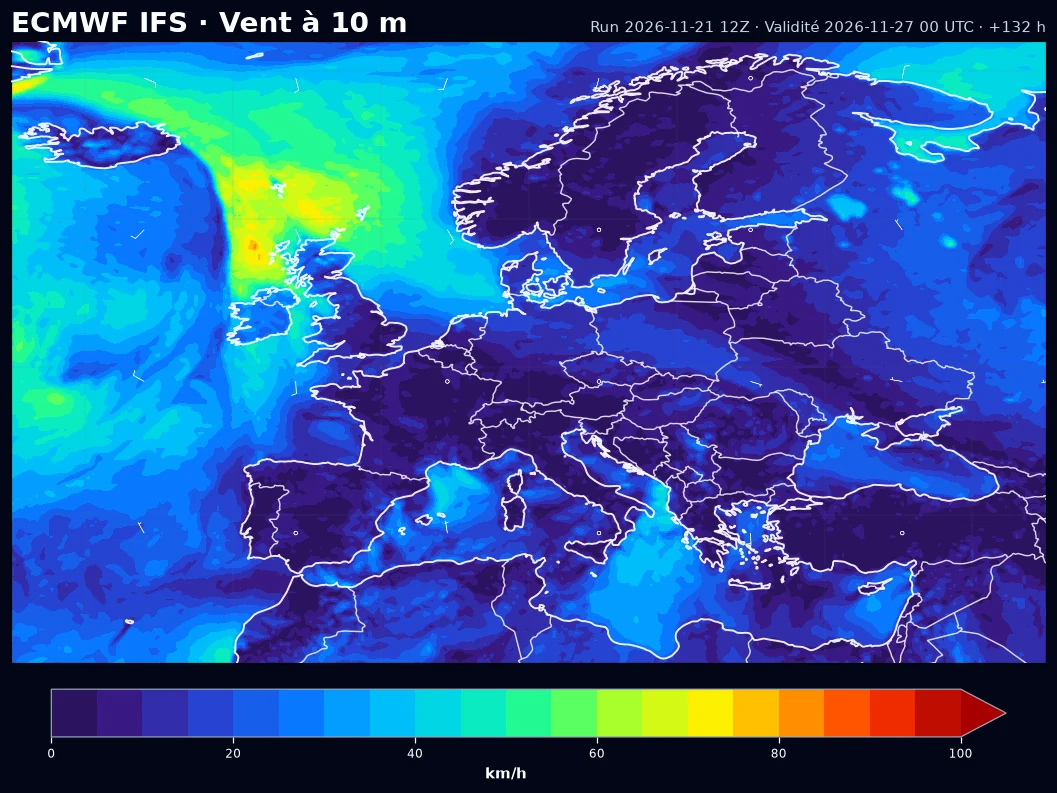 ECMWF IFS · Vent à 10 m
Run 2026-11-21 12Z · Validité 2026-11-27 00 UTC · +132 h
0 20 40 60 80 100
km/h